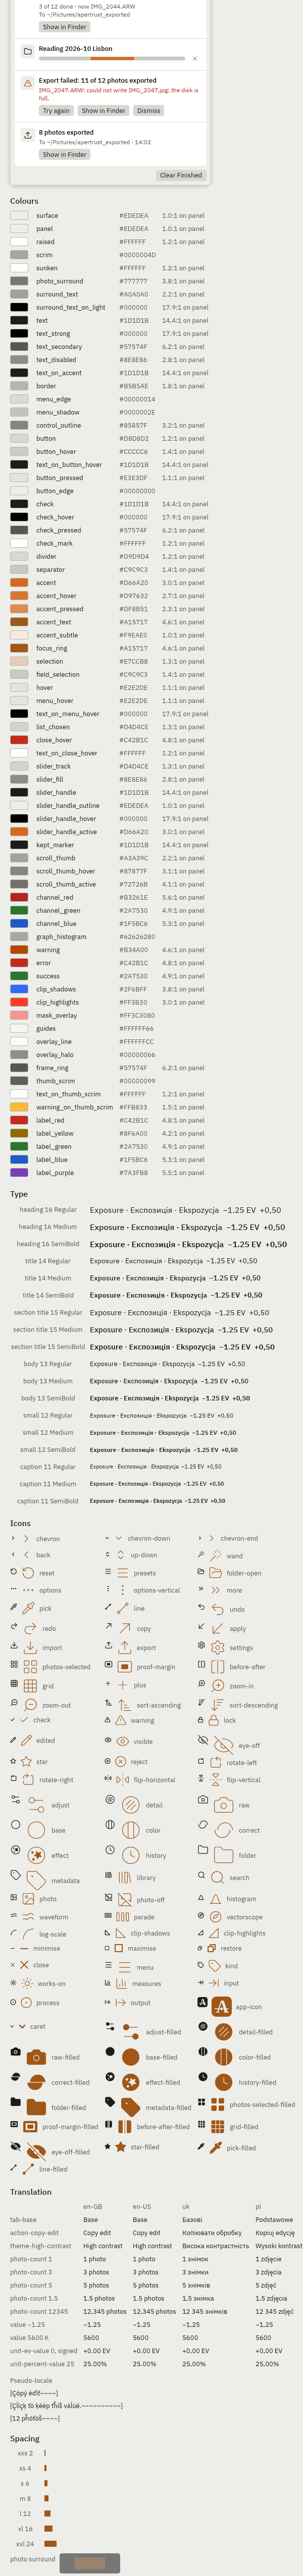 3 of 12 done · now IMG_2044.ARW
To ~/Pictures/apertrust_exported
Show in Finder
Reading 2026-10 Lisbon
Export failed: 11 of 12 photos exported
IMG_2047.ARW: could not write IMG_2047.jpg: the disk is
full.
Try again Show in Finder Dismiss
8 photos exported
To ~/Pictures/apertrust_exported · 14:02
Show in Finder
Clear Finished
Colours
surface #EDEDEA 1.0:1 on panel
panel #EDEDEA 1.0:1 on panel
raised #FFFFFF 1.2:1 on panel
scrim #0000004D
sunken #FFFFFF 1.2:1 on panel
photo_surround #777777 3.8:1 on panel
surround_text #A0A0A0 2.2:1 on panel
surround_text_on_light #000000 17.9:1 on panel
text #1D1D1B 14.4:1 on panel
text_strong #000000 17.9:1 on panel
text_secondary #57574F 6.2:1 on panel
text_disabled #8E8E86 2.8:1 on panel
text_on_accent #1D1D1B 14.4:1 on panel
border #B5B5AE 1.8:1 on panel
menu_edge #00000014
menu_shadow #0000002E
control_outline #85857F 3.2:1 on panel
button #D8D8D2 1.2:1 on panel
button_hover #CCCCC6 1.4:1 on panel
text_on_button_hover #1D1D1B 14.4:1 on panel
button_pressed #E3E3DF 1.1:1 on panel
button_edge #00000000
check #1D1D1B 14.4:1 on panel
check_hover #000000 17.9:1 on panel
check_pressed #57574F 6.2:1 on panel
check_mark #FFFFFF 1.2:1 on panel
divider #D9D9D4 1.2:1 on panel
separator #C9C9C3 1.4:1 on panel
accent #D66A20 3.0:1 on panel
accent_hover #D97632 2.7:1 on panel
accent_pressed #DF8B51 2.3:1 on panel
accent_text #A15717 4.6:1 on panel
accent_subtle #F9EAE0 1.0:1 on panel
focus_ring #A15717 4.6:1 on panel
selection #E7CCB8 1.3:1 on panel
field_selection #C9C9C3 1.4:1 on panel
hover #E2E2DE 1.1:1 on panel
menu_hover #E2E2DE 1.1:1 on panel
text_on_menu_hover #000000 17.9:1 on panel
list_chosen #D4D4CE 1.3:1 on panel
close_hover #C42B1C 4.8:1 on panel
text_on_close_hover #FFFFFF 1.2:1 on panel
slider_track #D4D4CE 1.3:1 on panel
slider_fill #8E8E86 2.8:1 on panel
slider_handle #1D1D1B 14.4:1 on panel
slider_handle_outline #EDEDEA 1.0:1 on panel
slider_handle_hover #000000 17.9:1 on panel
slider_handle_active #D66A20 3.0:1 on panel
kept_marker #1D1D1B 14.4:1 on panel
scroll_thumb #A3A39C 2.2:1 on panel
scroll_thumb_hover #87877F 3.1:1 on panel
scroll_thumb_active #72726B 4.1:1 on panel
channel_red #B3261E 5.6:1 on panel
channel_green #2A7530 4.9:1 on panel
channel_blue #1F5BC6 5.3:1 on panel
graph_histogram #62626280
warning #B34A00 4.6:1 on panel
error #C42B1C 4.8:1 on panel
success #2A7530 4.9:1 on panel
clip_shadows #2F6BFF 3.8:1 on panel
clip_highlights #FF3B30 3.0:1 on panel
mask_overlay #FF3C3080
guides #FFFFFF66
overlay_line #FFFFFFCC
overlay_halo #00000066
frame_ring #57574F 6.2:1 on panel
thumb_scrim #00000099
text_on_thumb_scrim #FFFFFF 1.2:1 on panel
warning_on_thumb_scrim #FFB833 1.5:1 on panel
label_red #C42B1C 4.8:1 on panel
label_yellow #8F6A00 4.2:1 on panel
label_green #2A7530 4.9:1 on panel
label_blue #1F5BC6 5.3:1 on panel
label_purple #7A3FB8 5.5:1 on panel
Type
heading 16 Regular Exposure · Експозиція · Ekspozycja −1.25 EV +0,50
heading 16 Medium Exposure · Експозиція · Ekspozycja −1.25 EV +0,50
heading 16 SemiBold Exposure · Експозиція · Ekspozycja −1.25 EV +0,50
title 14 Regular Exposure · Експозиція · Ekspozycja −1.25 EV +0,50
title 14 Medium Exposure · Експозиція · Ekspozycja −1.25 EV +0,50
title 14 SemiBold Exposure · Експозиція · Ekspozycja −1.25 EV +0,50
section title 15 Regular Exposure · Експозиція · Ekspozycja −1.25 EV +0,50
section title 15 Medium Exposure · Експозиція · Ekspozycja −1.25 EV +0,50
section title 15 SemiBold Exposure · Експозиція · Ekspozycja −1.25 EV +0,50
body 13 Regular Exposure · Експозиція · Ekspozycja −1.25 EV +0,50
body 13 Medium Exposure · Експозиція · Ekspozycja −1.25 EV +0,50
body 13 SemiBold Exposure · Експозиція · Ekspozycja −1.25 EV +0,50
small 12 Regular Exposure · Експозиція · Ekspozycja −1.25 EV +0,50
small 12 Medium Exposure · Експозиція · Ekspozycja −1.25 EV +0,50
small 12 SemiBold Exposure · Експозиція · Ekspozycja −1.25 EV +0,50
caption 11 Regular Exposure · Експозиція · Ekspozycja −1.25 EV +0,50
caption 11 Medium Exposure · Експозиція · Ekspozycja −1.25 EV +0,50
caption 11 SemiBold Exposure · Експозиція · Ekspozycja −1.25 EV +0,50
Icons
chevron chevron-down chevron-end
back up-down wand
reset presets folder-open
options options-vertical more
pick line undo
redo copy apply
import export settings
photos-selected proof-margin before-after
grid plus zoom-in
zoom-out sort-ascending sort-descending
check warning lock
edited visible eye-off
star reject rotate-left
rotate-right flip-horizontal flip-vertical
adjust detail raw
base color correct
effect history folder
metadata library search
photo photo-off histogram
waveform parade vectorscope
log-scale clip-shadows clip-highlights
minimise maximise restore
close menu kind
works-on measures input
process output app-icon
caret adjust-filled detail-filled
raw-filled base-filled color-filled
correct-filled effect-filled history-filled
folder-filled metadata-filled photos-selected-filled
proof-margin-filled before-after-filled grid-filled
eye-off-filled star-filled pick-filled
line-filled
Translation
en-GB en-US uk pl
tab-base Base Base Базові Podstawowe
action-copy-edit Copy edit Copy edit Копіювати обробку Kopiuj edycję
theme-high-contrast High contrast High contrast Висока контрастність Wysoki kontrast
photo-count 1 1 photo 1 photo 1 знімок 1 zdjęcie
photo-count 3 3 photos 3 photos 3 знімки 3 zdjęcia
photo-count 5 5 photos 5 photos 5 знімків 5 zdjęć
photo-count 1.5 1.5 photos 1.5 photos 1,5 знімка 1,5 zdjęcia
photo-count 12345 12,345 photos 12,345 photos 12 345 знімків 12 345 zdjęć
value −1.25 −1.25 −1.25 −1,25 −1,25
value 5600 K 5600 5600 5600 5600
unit-ev-value 0, signed +0.00 EV +0.00 EV +0,00 EV +0,00 EV
unit-percent-value 25 25.00% 25.00% 25,00% 25,00%
Pseudo-locale
Spacing
xxs 2
xs 4
s 6
m 8
l 12
xl 16
xxl 24
photo surround